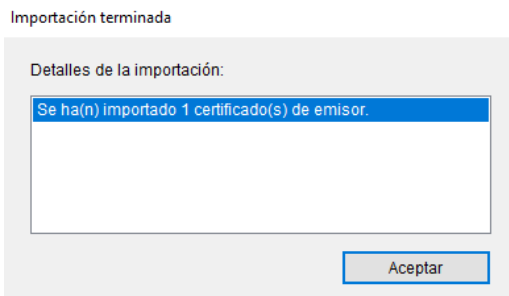 Importación terminada
Detalles de la importación:
Se ha(n) importado 1 certificado(s) de emisor.
Aceptar